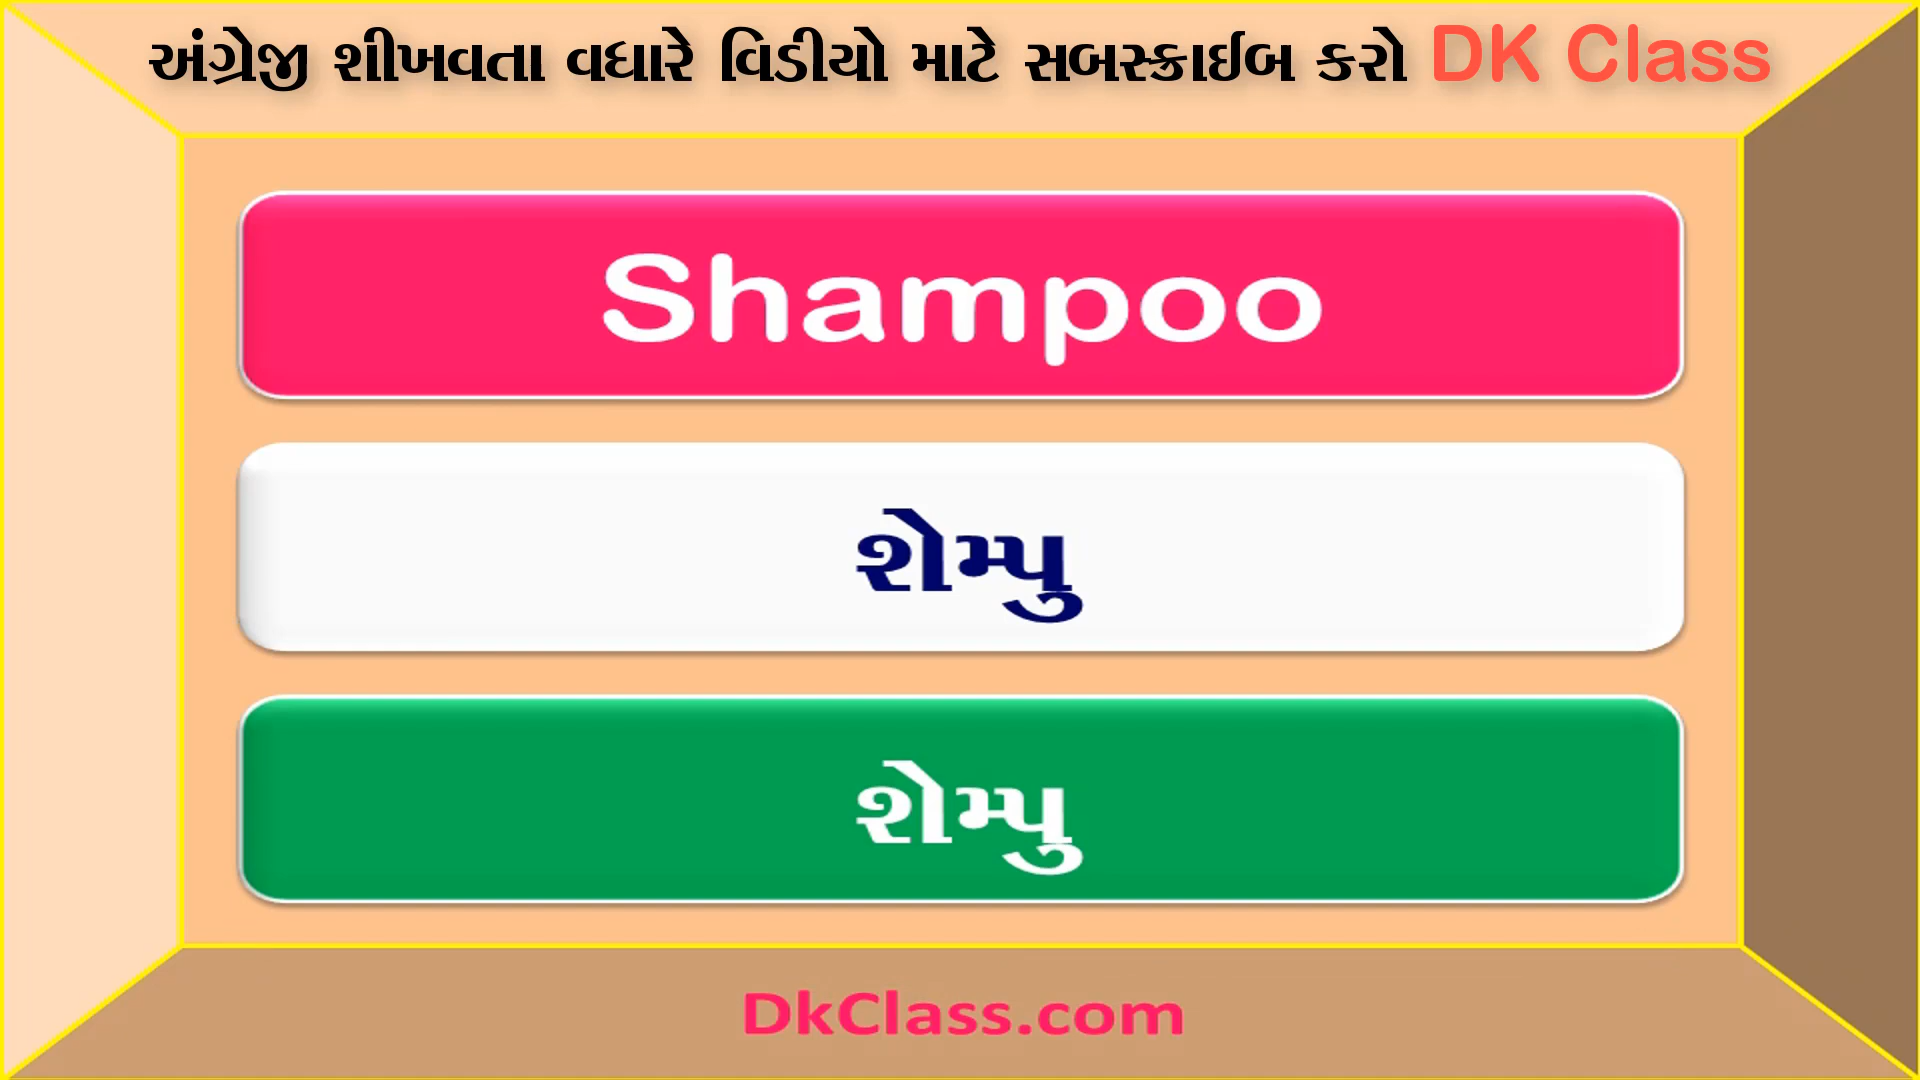 અંગ્રેજી શીખવતા વધારે વિડીયો માટે સબસ્ક્રાઈબ કરો DK Class
Shampoo
શેમ્પુ
શેમ્પુ
DkClass.com